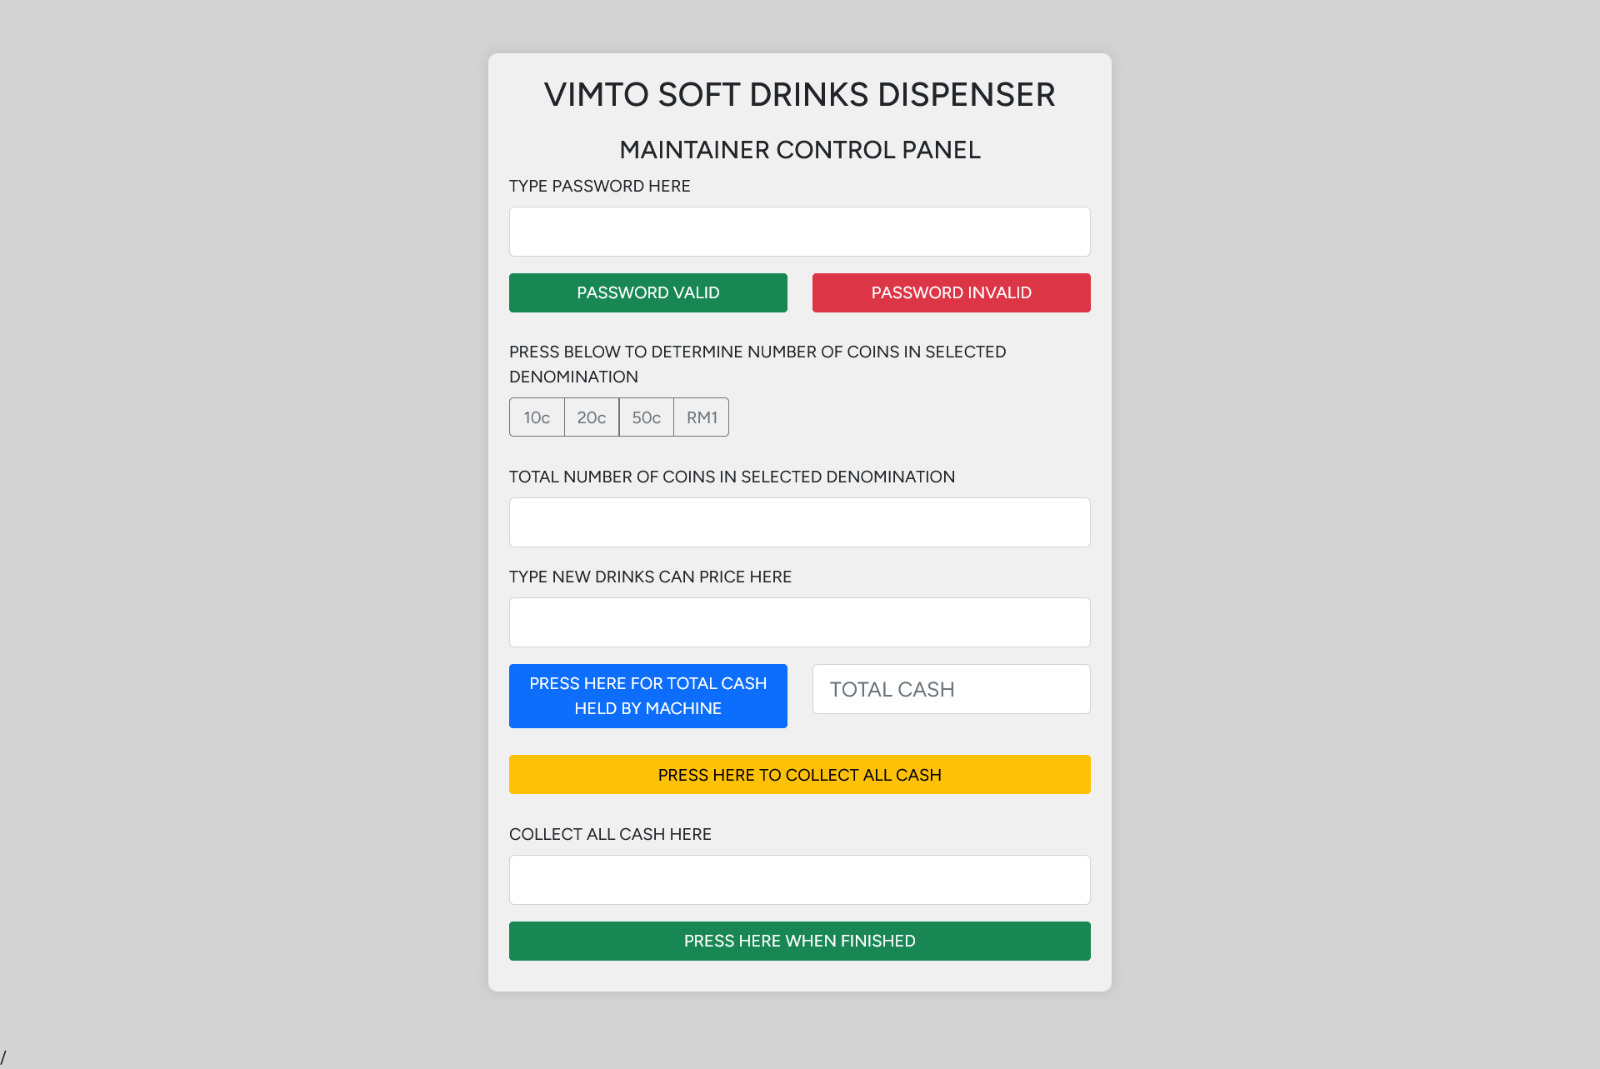 VIMTO SOFT DRINKS DISPENSER
MAINTAINER CONTROL PANEL
TYPE PASSWORD HERE
PASSWORD VALID
PASSWORD INVALID
PRESS BELOW TO DETERMINE NUMBER OF COINS IN SELECTED
DENOMINATION
10c 20c 50c RM1
TOTAL NUMBER OF COINS IN SELECTED DENOMINATION
TYPE NEW DRINKS CAN PRICE HERE
PRESS HERE FOR TOTAL CASH
HELD BY MACHINE
TOTAL CASH
PRESS HERE TO COLLECT ALL CASH
COLLECT ALL CASH HERE
PRESS HERE WHEN FINISHED
/